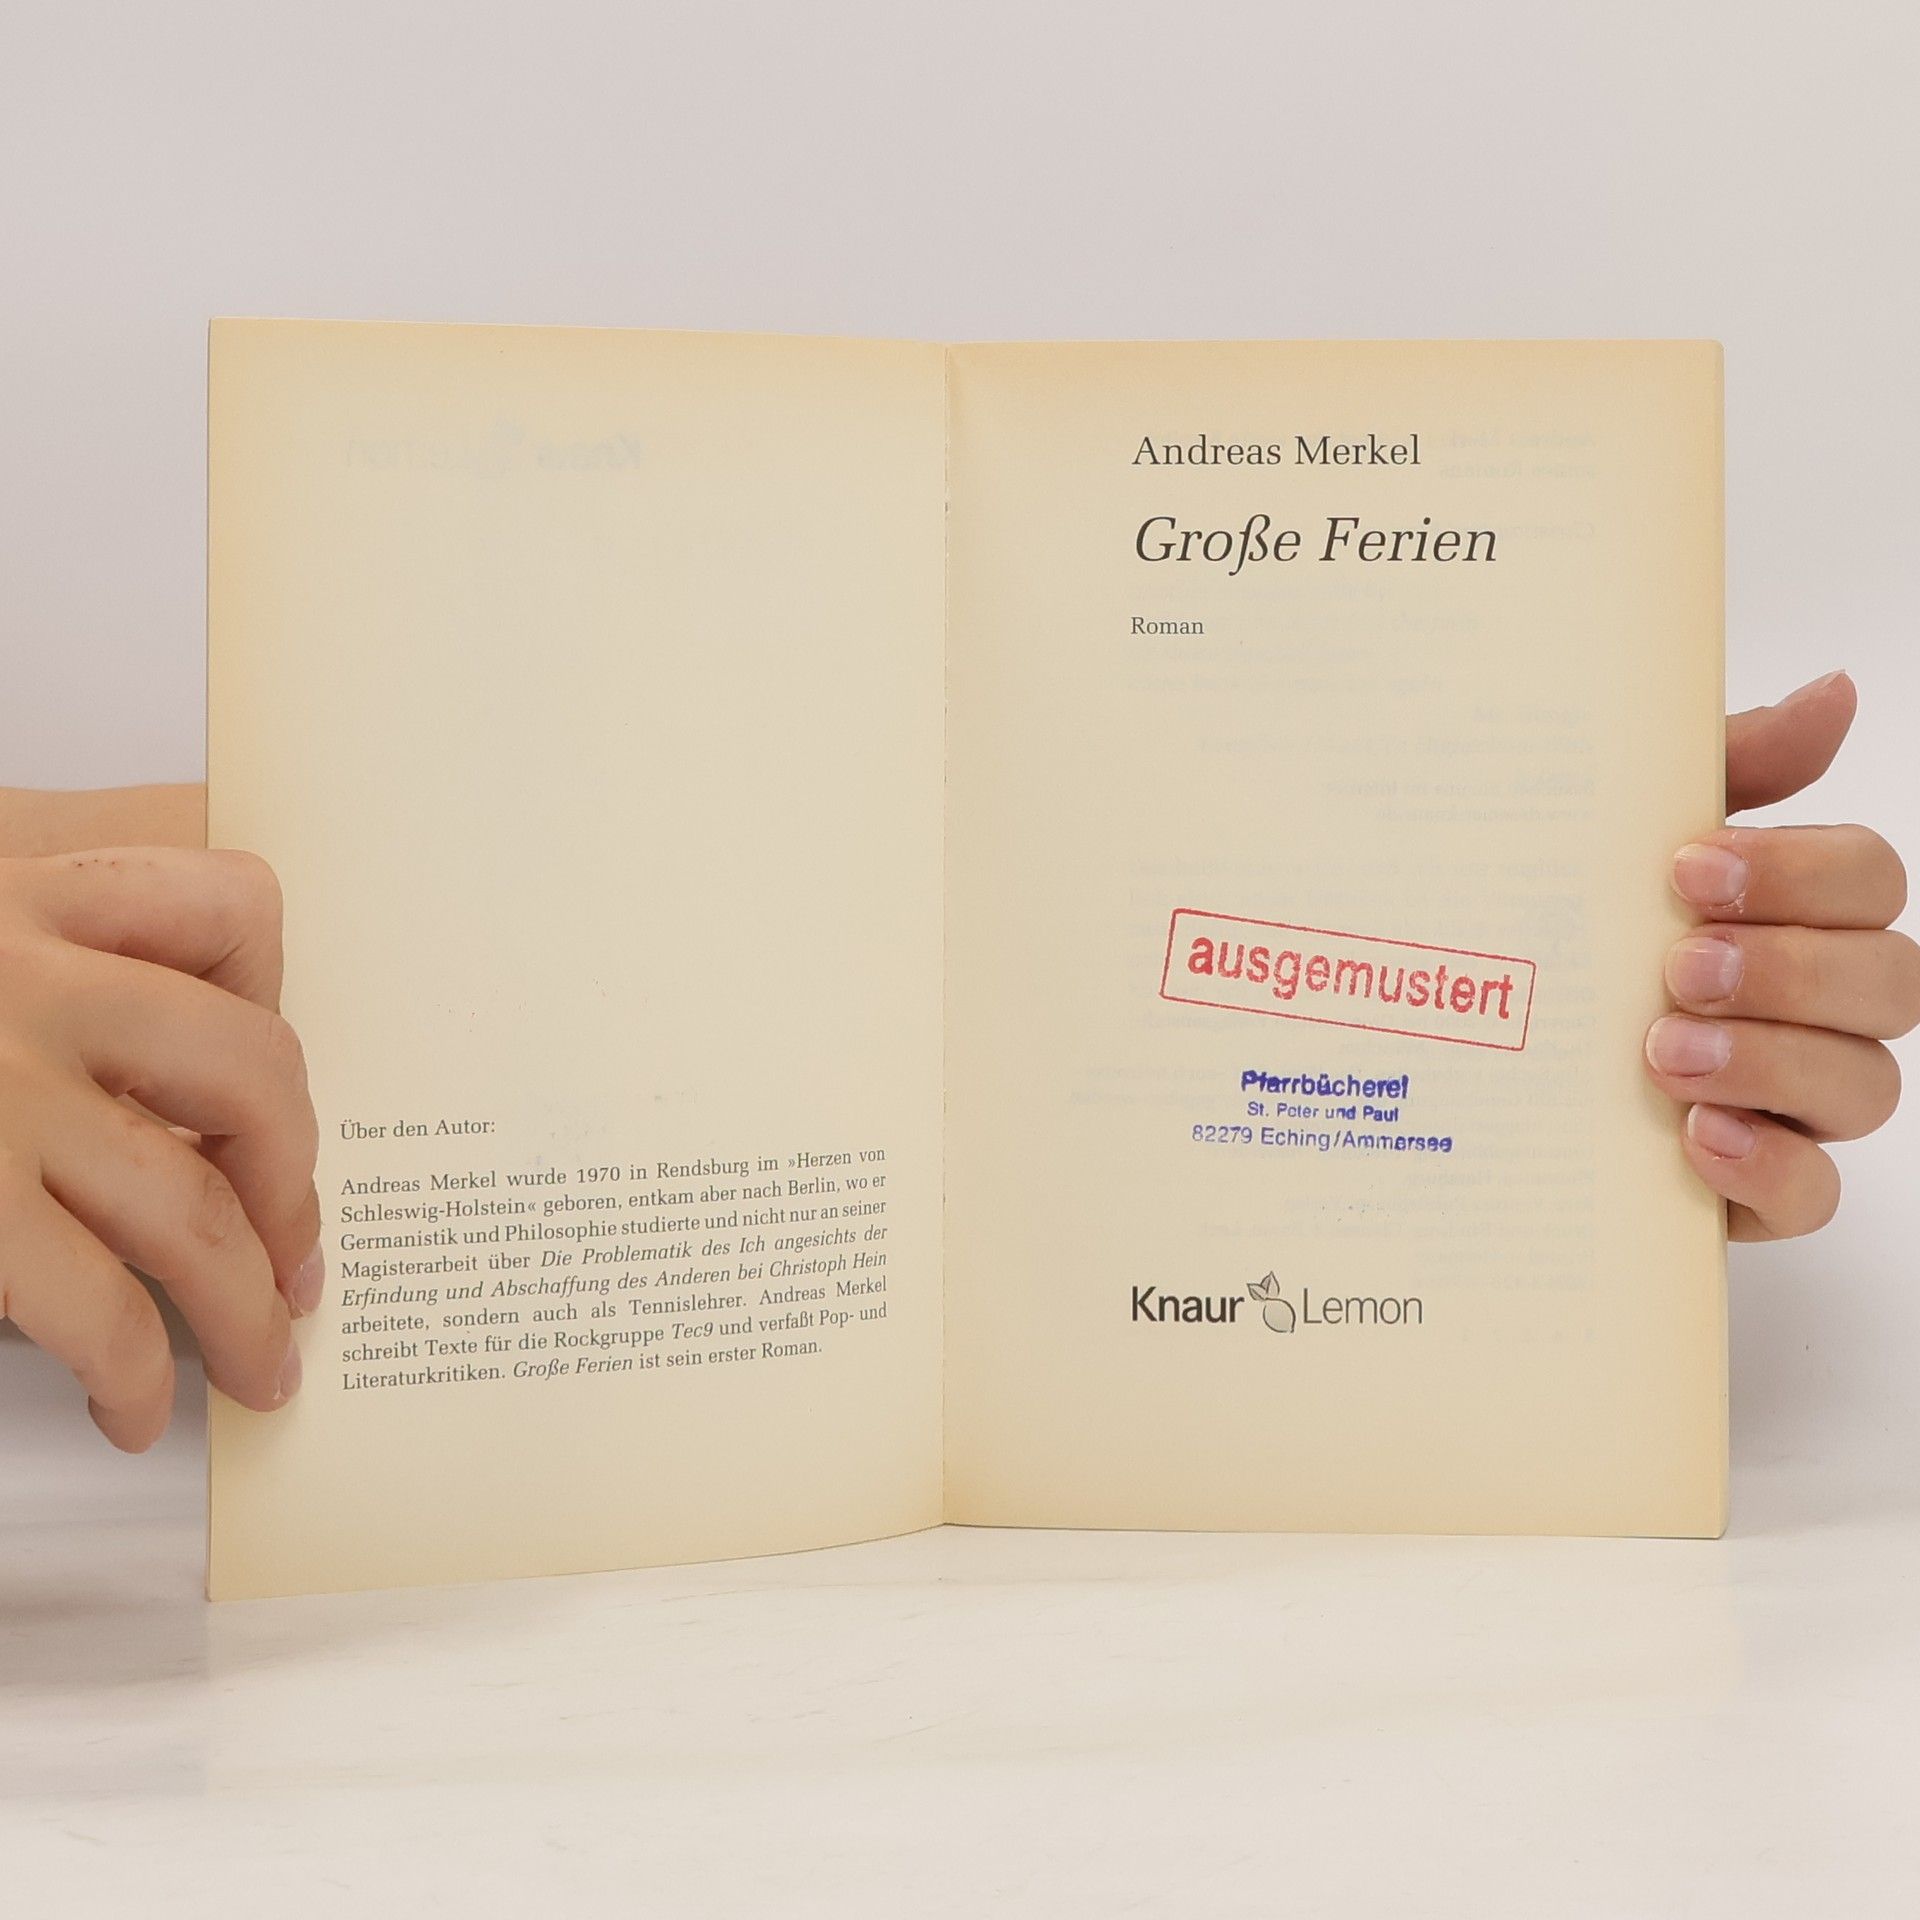 Über den Autor:
Andreas Merkel wurde 1970 in Rendsburg im »Herzen von
Schleswig-Holstein« geboren, entkam aber nach Berlin, wo er
Germanistik und Philosophie studierte und nicht nur an seiner
Magisterarbeit über Die Problematik des Ich angesichts der
Erfindung und Abschaffung des Anderen bei Christoph Hein
arbeitete, sondern auch als Tennislehrer. Andreas Merkel
schreibt Texte für die Rockgruppe Tec9 und verfaßt Pop- und
Literaturkritiken. Große Ferien ist sein erster Roman.
Andreas Merkel
Große Ferien
Roman
ausgemustert
Pfarrbücherei
St. Peter und Paul
82279 Eching/Ammersee
Knaur Lemon